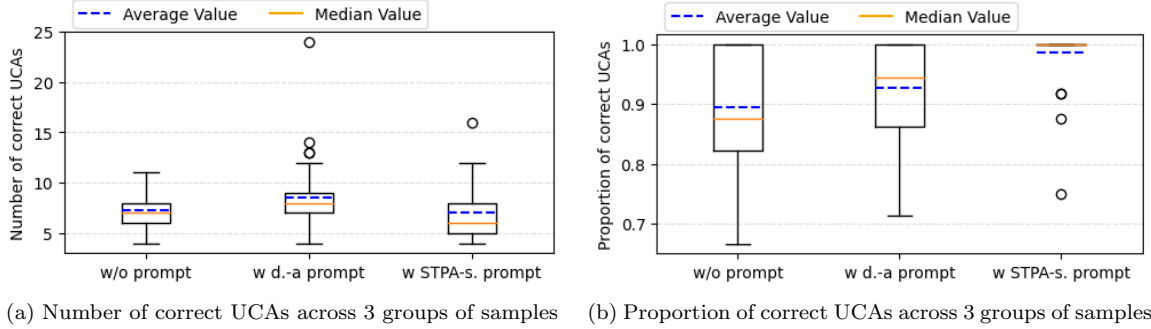 Average Value Median Value
25
20
15
10
5
Number of correct UCAs
w/o prompt w d.-a prompt w STPA-s. prompt
(a) Number of correct UCAs across 3 groups of samples
Average Value Median Value
1.0
0.9
0.8
0.7
Proportion of correct UCAs
w/o prompt w d.-a prompt w STPA-s. prompt
(b) Proportion of correct UCAs across 3 groups of samples